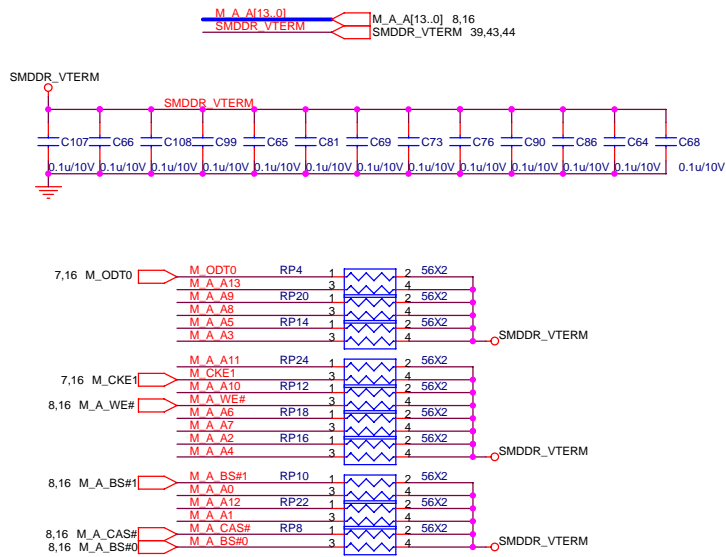 M_A_A[13..0] M_A_A[13..0] 8,16
SMDDR_VTERM SMDDR_VTERM 39,43,44
SMDDR_VTERM
SMDDR_VTERM
C107 C66 C108 C99 C65 C81 C69 C73 C76 C90 C86 C64 C68
0.1u/10V 0.1u/10V 0.1u/10V 0.1u/10V 0.1u/10V 0.1u/10V 0.1u/10V 0.1u/10V 0.1u/10V 0.1u/10V 0.1u/10V 0.1u/10V 0.1u/10V
7,16 M_ODT0 M_ODT0 RP4 1 2 56X2
M_A_A13 3 4
M_A_A9 RP20 1 2 56X2
M_A_A8 3 4
M_A_A5 RP14 1 2 56X2
M_A_A3 3 4 SMDDR_VTERM
M_A_A11 RP24 1 2 56X2
7,16 M_CKE1 M_CKE1 3 4
M_A_A10 RP12 1 2 56X2
8,16 M_A_WE# M_A_WE# 3 4
M_A_A6 RP18 1 2 56X2
M_A_A7 3 4
M_A_A2 RP16 1 2 56X2
M_A_A4 3 4 SMDDR_VTERM
8,16 M_A_BS#1 M_A_BS#1 RP10 1 2 56X2
M_A_A0 3 4
M_A_A12 RP22 1 2 56X2
M_A_A1 3 4
8,16 M_A_CAS# M_A_CAS# RP8 1 2 56X2
8,16 M_A_BS#0 M_A_BS#0 3 4 SMDDR_VTERM